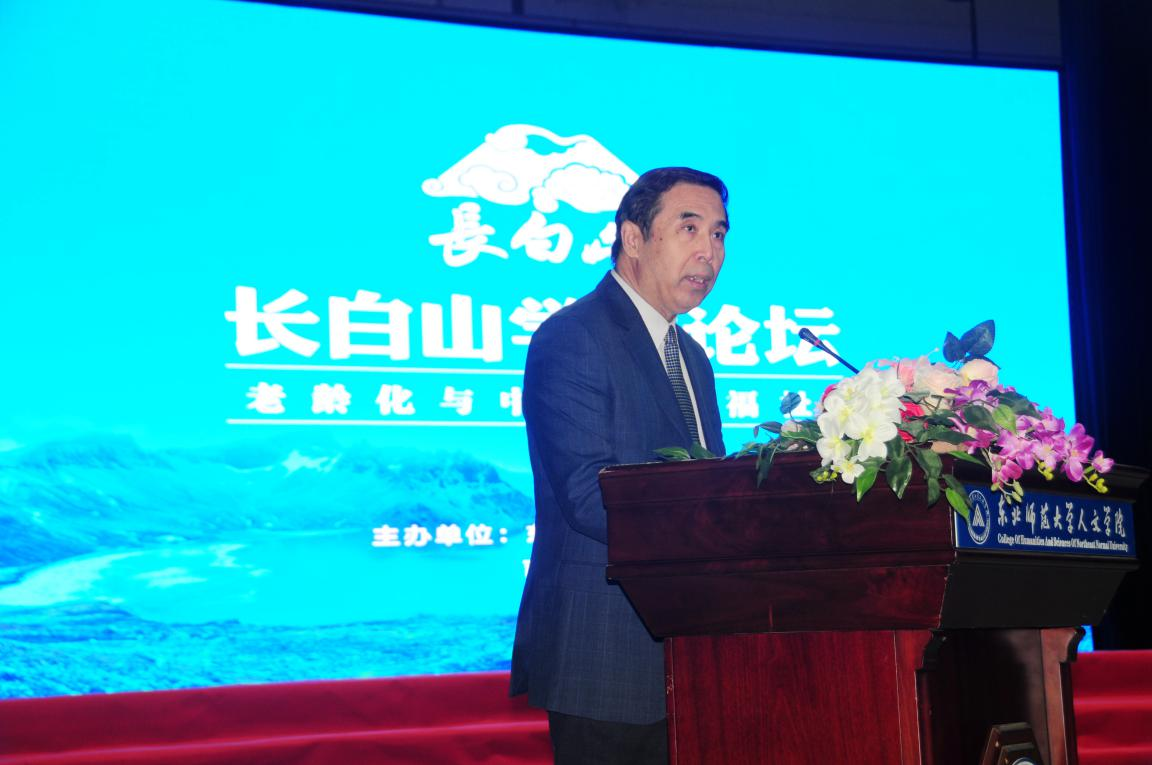 長白
长白山学 论坛
老龄化与中 福祉
主办单位：
东北师范大学人文学院
College Of Humanities And Sciences Of Northeast Normal University